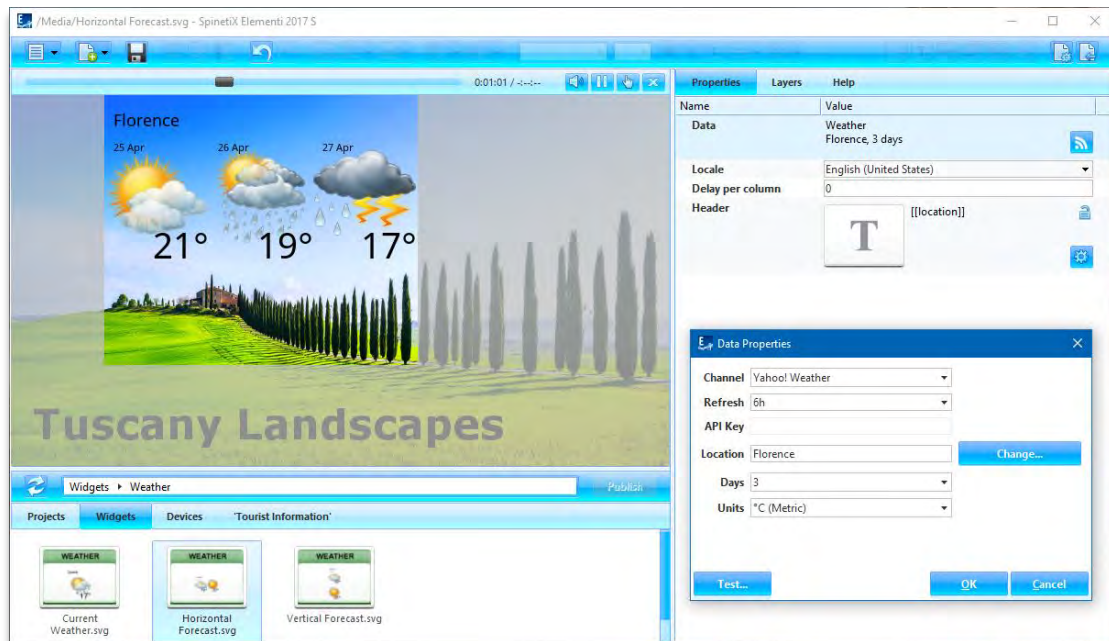 /Media/Horizontal Forecast.svg - SpinetiX Elementi 2017 S
0:01:01 / -:--:--
Florence
25 Apr
26 Apr
27 Apr
21°
19°
17°
Tuscany Landscapes
Widgets Weather
Publish
Projects Widgets Devices 'Tourist Information'
WEATHER
Current
Weather.svg
WEATHER
Horizontal
Forecast.svg
WEATHER
Vertical Forecast.svg
Properties Layers Help
Name Value
Data Weather
Florence, 3 days
Locale English (United States)
Delay per column 0
Header T [[location]]
Data Properties
Channel Yahoo! Weather
Refresh 6h
API Key
Location Florence Change...
Days 3
Units °C (Metric)
Test... OK Cancel